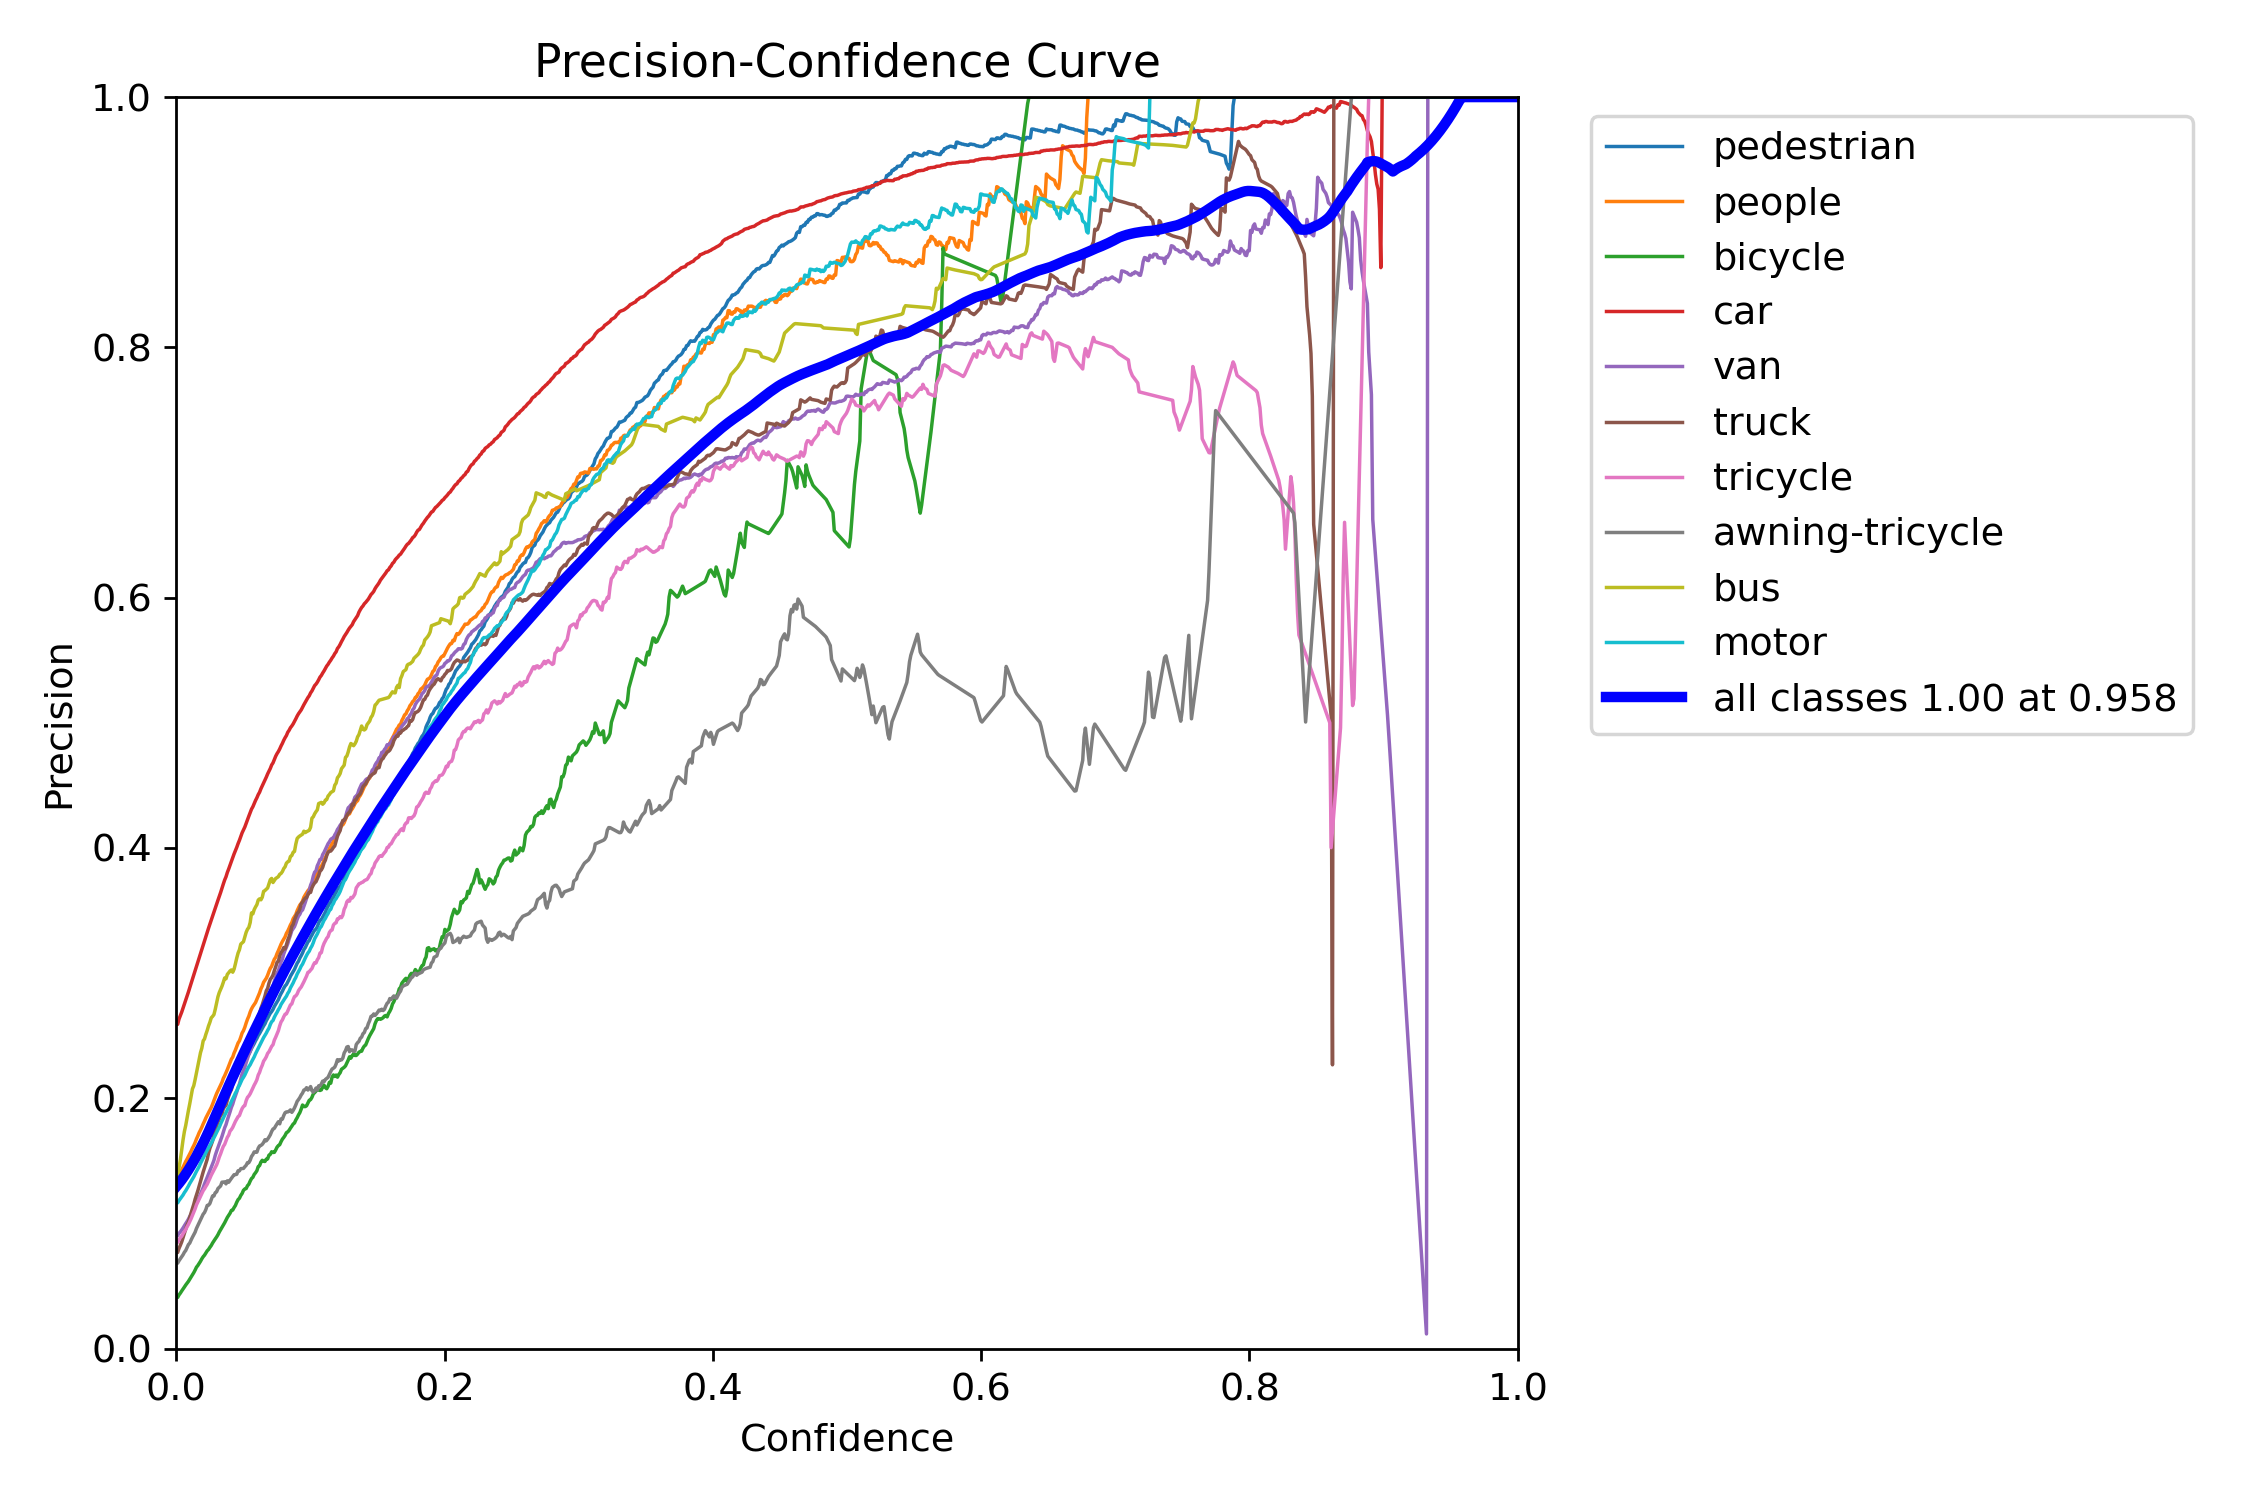 Precision-Confidence Curve
1.0
0.8
0.6
0.4
0.2
0.0
Precision
0.0 0.2 0.4 0.6 0.8 1.0
Confidence
pedestrian
people
bicycle
car
van
truck
tricycle
awning-tricycle
bus
motor
all classes 1.00 at 0.958